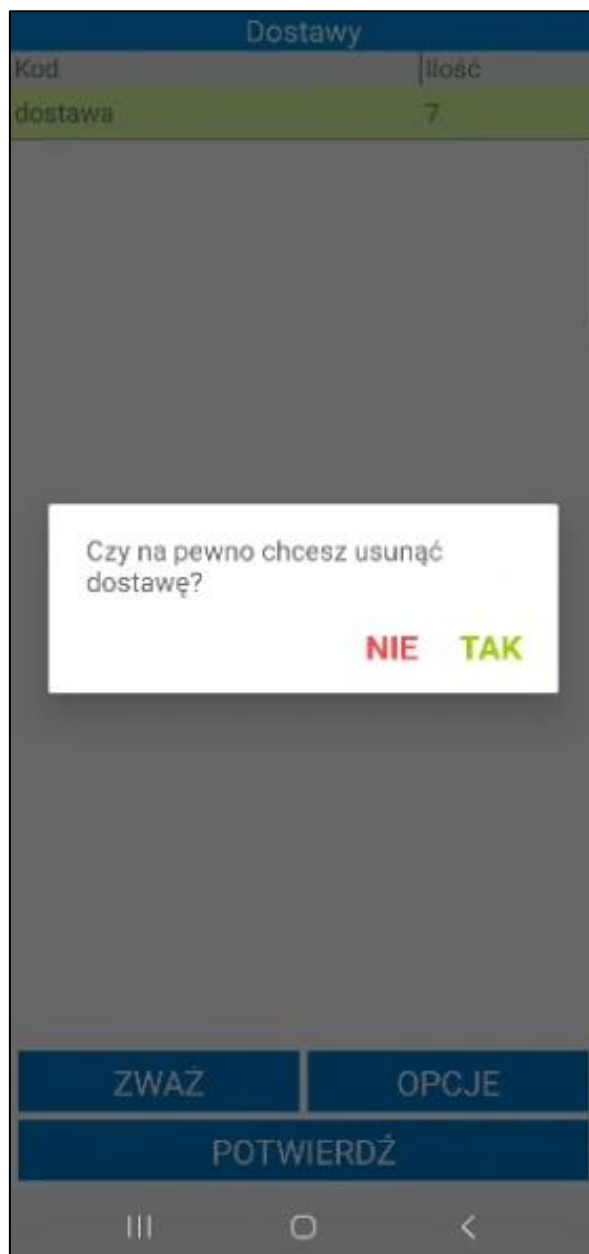 Dostawy
Kod Ilość
dostawa 7
Czy na pewno chcesz usunąć
dostawę?
NIE TAK
ZWAŻ OPCJE
POTWIERDŹ